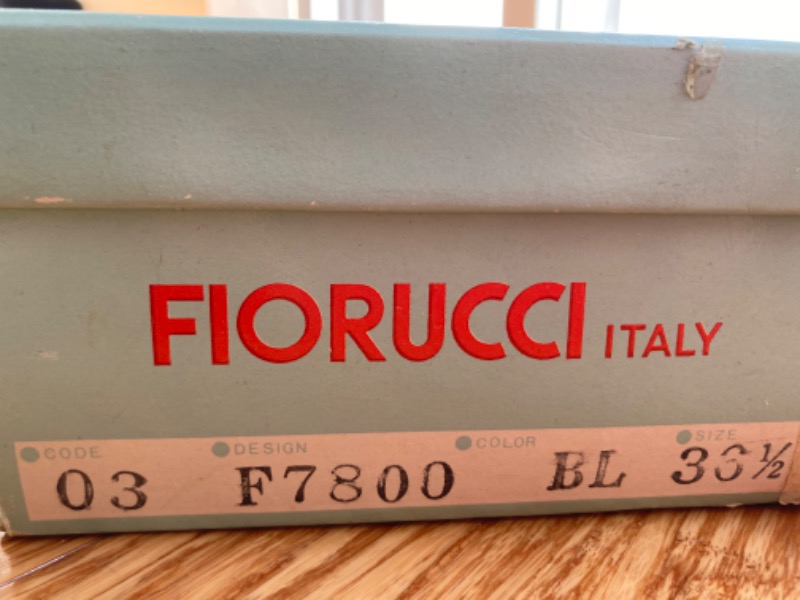 FIORUCCI ITALY
CODE DESIGN COLOR SIZE
03 F7800 BL 36½